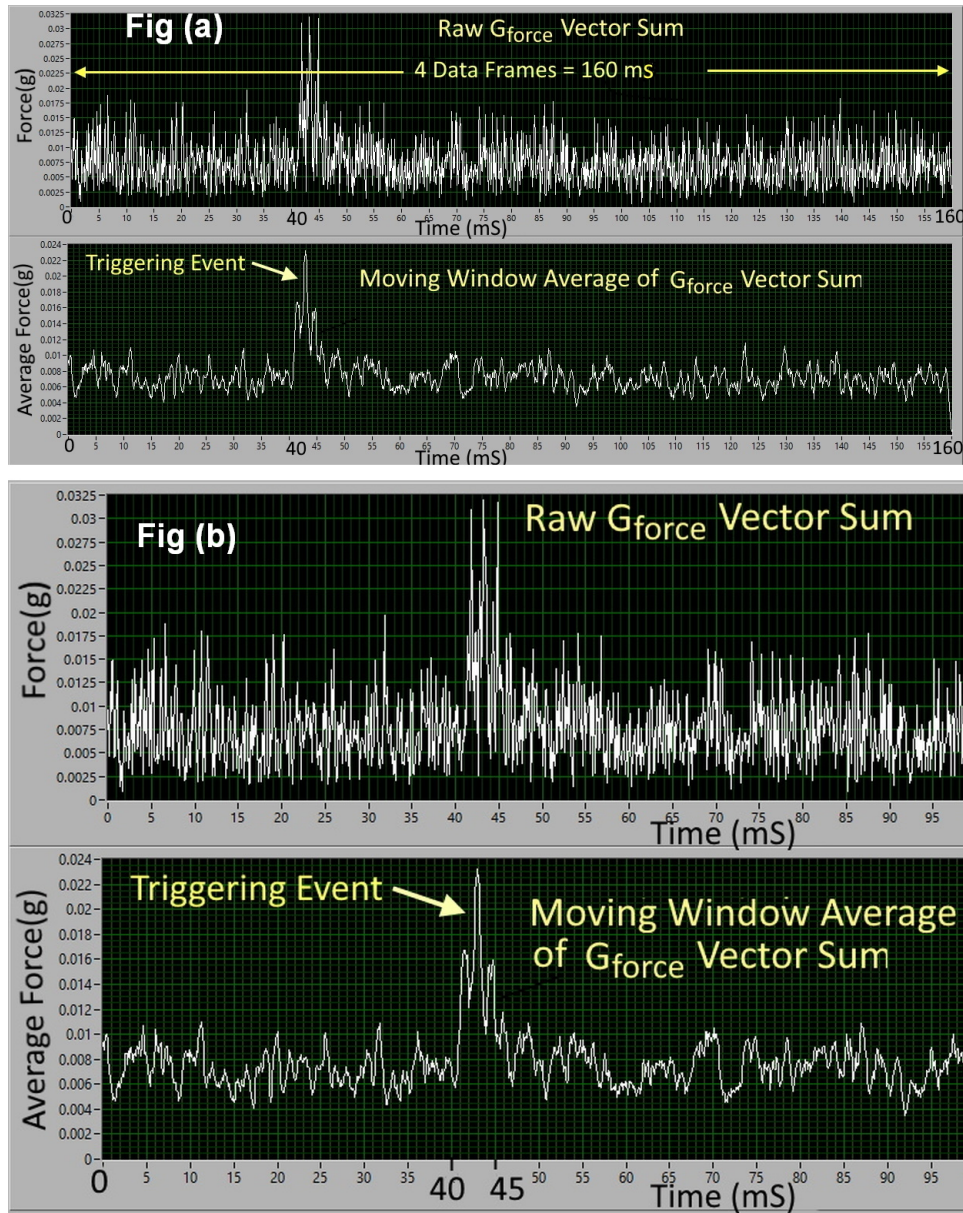 Fig (a)
Raw Gforce Vector Sum
4 Data Frames = 160 ms
Force(g)
0.0325
0.03
0.0275
0.025
0.0225
0.02
0.0175
0.015
0.0125
0.01
0.0075
0.005
0.0025
0
0 5 10 15 20 25 30 35 40 45 50 55 60 65 70 75 80 85 90 95 100 105 110 115 120 125 130 135 140 145 150 155 160
Time (mS)
Triggering Event
Moving Window Average of Gforce Vector Sum
Average Force(g)
0.024
0.022
0.02
0.018
0.016
0.014
0.012
0.010
0.008
0.006
0.004
0.002
0
0 5 10 15 20 25 30 35 40 45 50 55 60 65 70 75 80 85 90 95 100 105 110 115 120 125 130 135 140 145 150 155 160
Time (mS)
Fig (b)
Raw Gforce Vector Sum
Force(g)
0.0325
0.03
0.0275
0.025
0.0225
0.02
0.0175
0.015
0.0125
0.01
0.0075
0.005
0.0025
0
0 5 10 15 20 25 30 35 40 45 50 55 60 65 70 75 80 85 90 95
Time (mS)
Triggering Event
Moving Window Average
of Gforce Vector Sum
Average Force(g)
0.024
0.022
0.02
0.018
0.016
0.014
0.012
0.01
0.008
0.006
0.004
0.002
0
0 5 10 15 20 25 30 35 40 45 50 55 60 65 70 75 80 85 90 95
Time (mS)